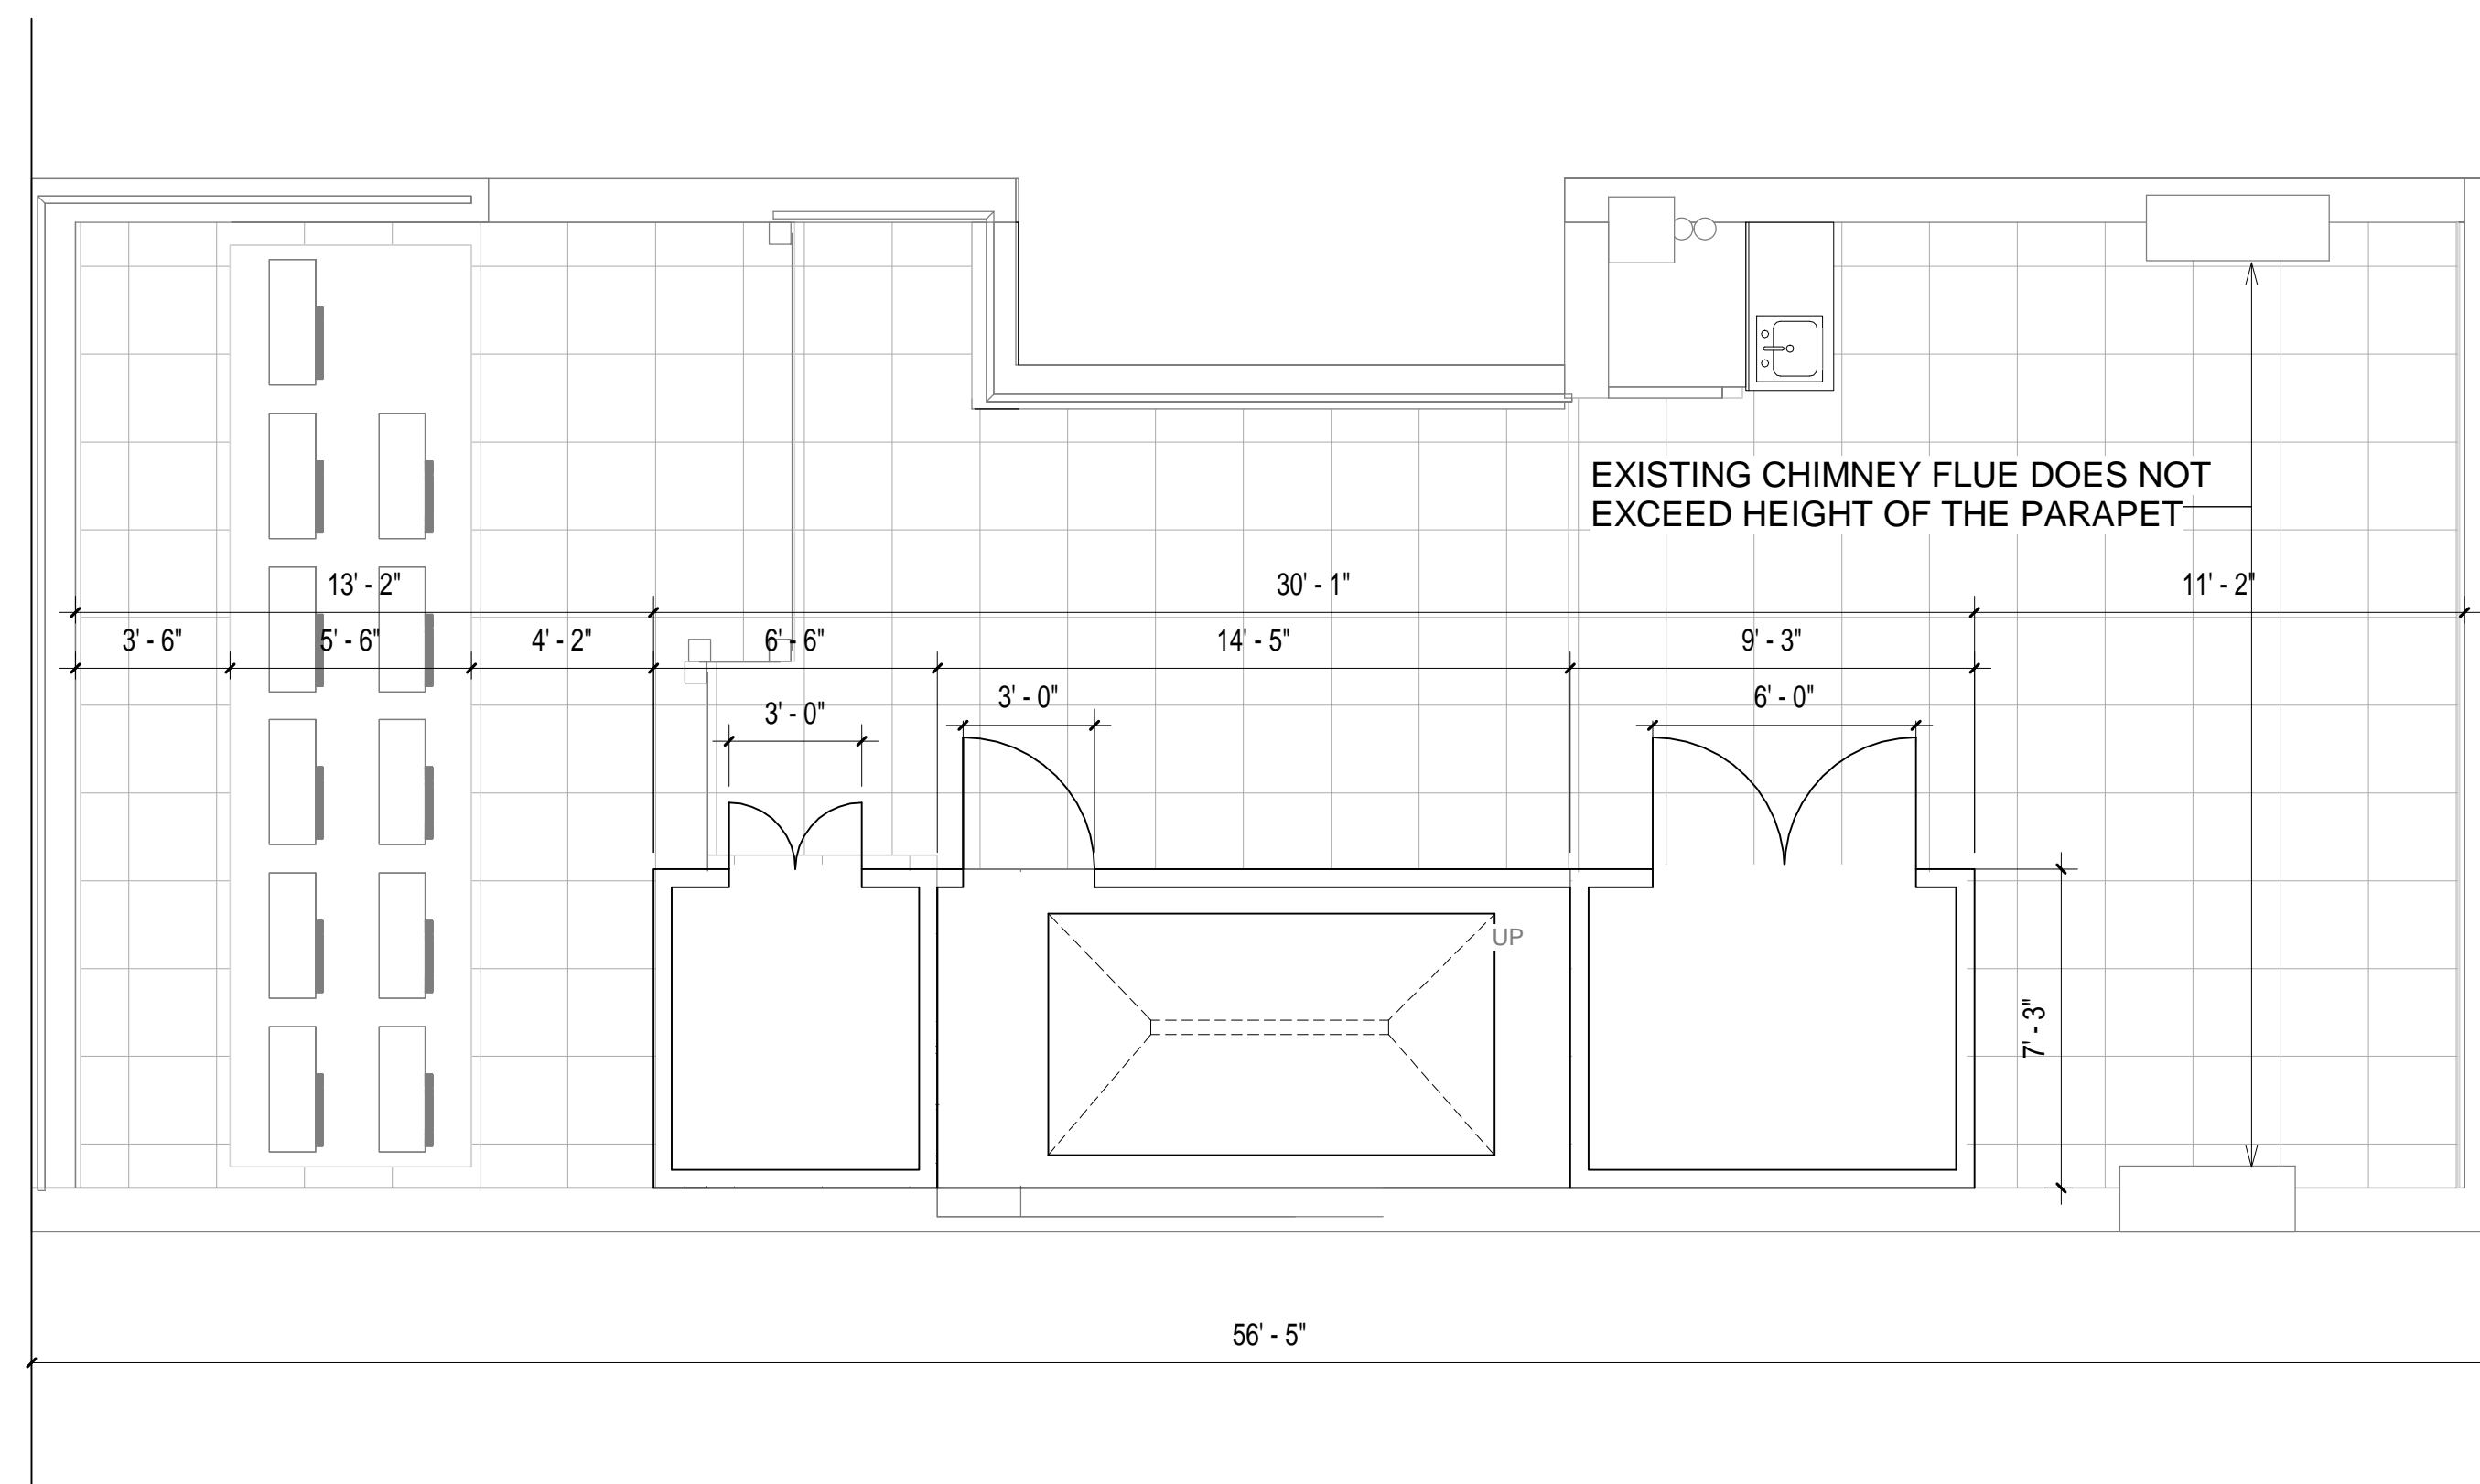 EXISTING CHIMNEY FLUE DOES NOT
EXCEED HEIGHT OF THE PARAPET
13' - 2"
30' - 1"
11' - 2"
3' - 6"
5' - 6"
4' - 2"
6' - 6"
14' - 5"
9' - 3"
3' - 0"
3' - 0"
6' - 0"
UP
7' - 3"
56' - 5"